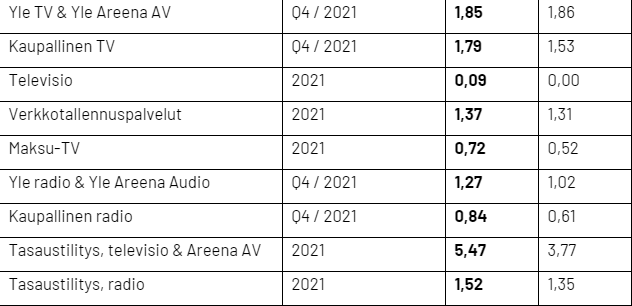 Yle TV & Yle Areena AV Q4 / 2021 1,85 1,86
Kaupallinen TV Q4 / 2021 1,79 1,53
Televisio 2021 0,09 0,00
Verkkotallennuspalvelut 2021 1,37 1,31
Maksu-TV 2021 0,72 0,52
Yle radio & Yle Areena Audio Q4 / 2021 1,27 1,02
Kaupallinen radio Q4 / 2021 0,84 0,61
Tasaustilitys, televisio & Areena AV 2021 5,47 3,77
Tasaustilitys, radio 2021 1,52 1,35